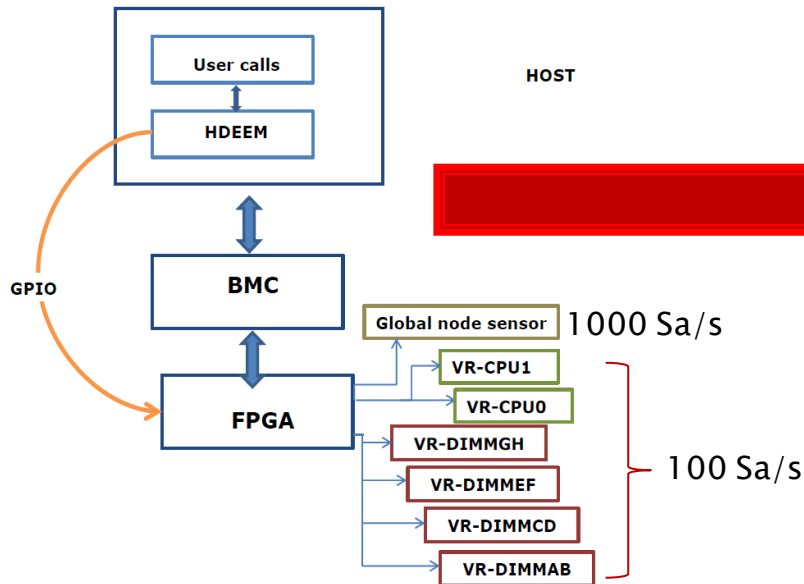 User calls
HOST
HDEEM
BMC
GPIO
Global node sensor
1000 Sa/s
VR-CPU1
VR-CPU0
FPGA
VR-DIMMGH
100 Sa/s
VR-DIMMEF
VR-DIMMCD
VR-DIMMAB